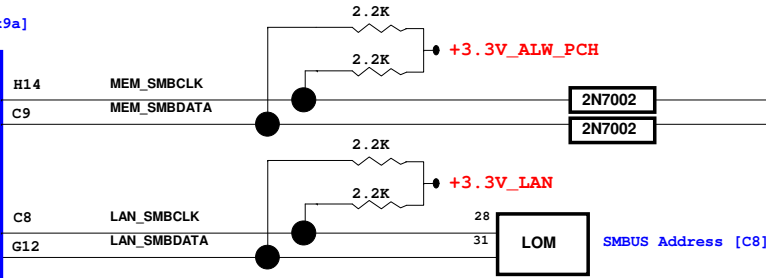 :9a]
2.2K
+3.3V_ALW_PCH
2.2K
H14 MEM_SMBCLK
2N7002
C9 MEM_SMBDATA
2N7002
2.2K
+3.3V_LAN
2.2K
C8 LAN_SMBCLK 28
G12 LAN_SMBDATA 31 LOM SMBUS Address [C8]